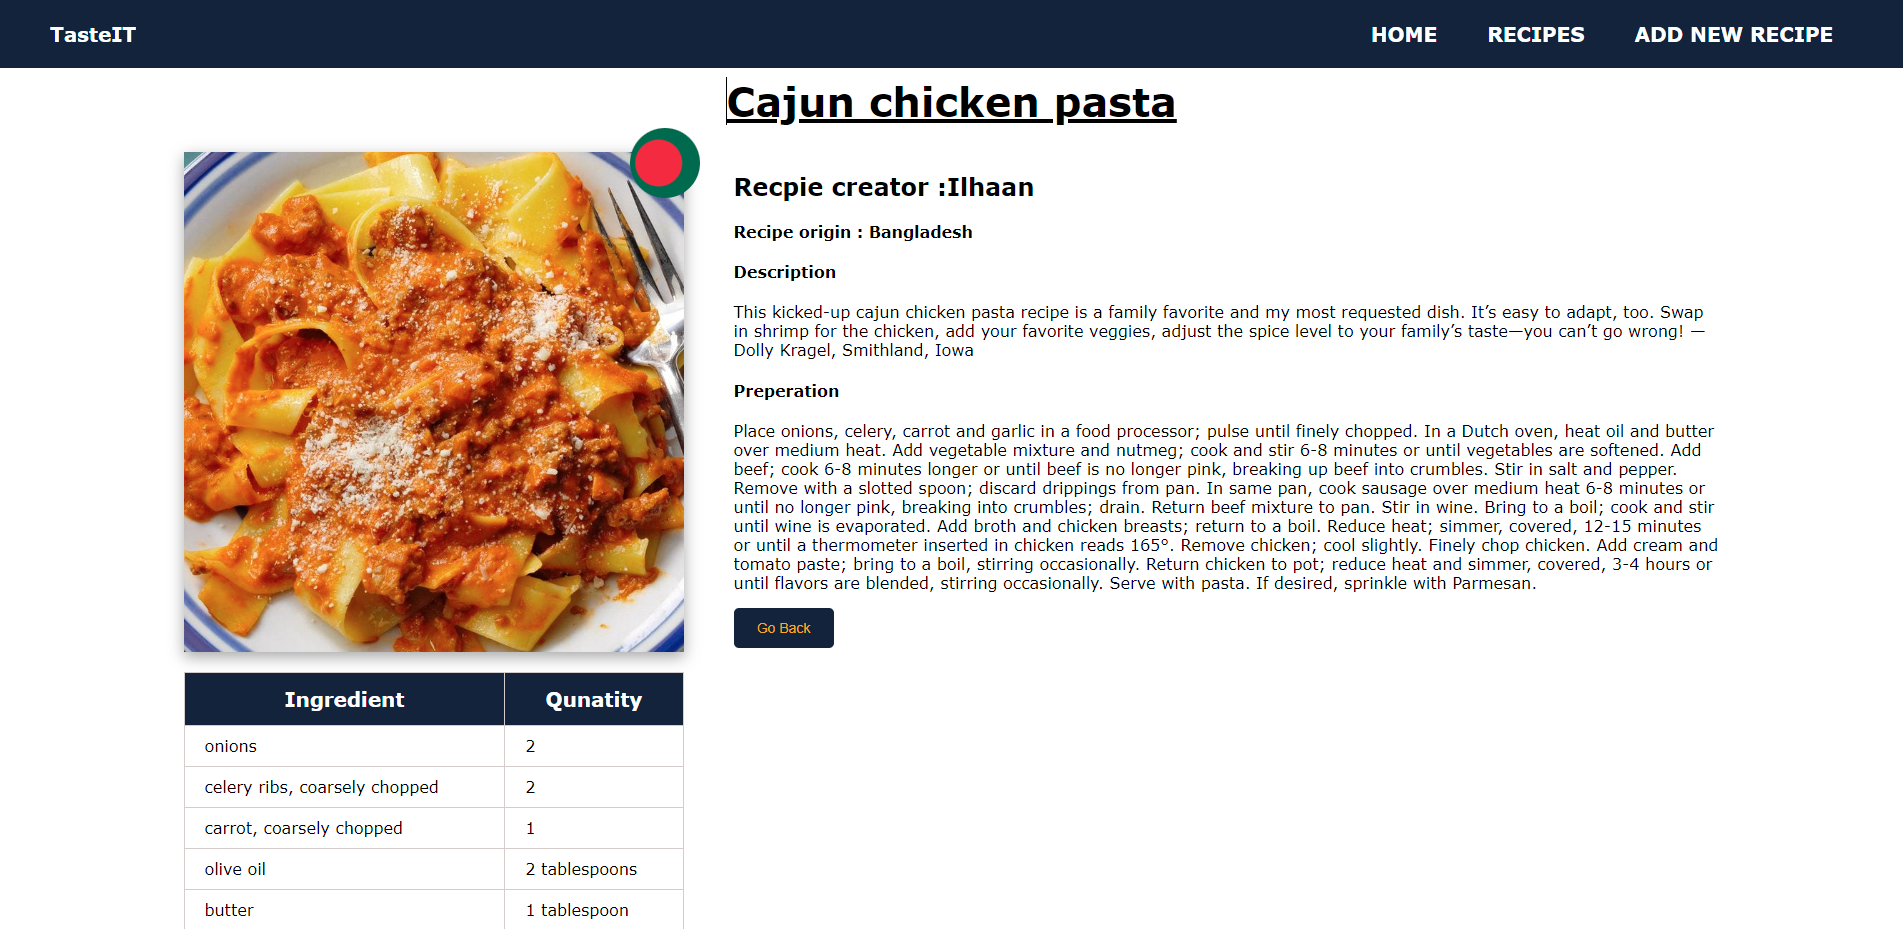 TasteIT
HOME
RECIPES
ADD NEW RECIPE
Cajun chicken pasta
Recpie creator :Ilhaan
Recipe origin : Bangladesh
Description
This kicked-up cajun chicken pasta recipe is a family favorite and my most requested dish. It’s easy to adapt, too. Swap
in shrimp for the chicken, add your favorite veggies, adjust the spice level to your family’s taste—you can’t go wrong! —
Dolly Kragel, Smithland, Iowa
Preperation
Place onions, celery, carrot and garlic in a food processor; pulse until finely chopped. In a Dutch oven, heat oil and butter
over medium heat. Add vegetable mixture and nutmeg; cook and stir 6-8 minutes or until vegetables are softened. Add
beef; cook 6-8 minutes longer or until beef is no longer pink, breaking up beef into crumbles. Stir in salt and pepper.
Remove with a slotted spoon; discard drippings from pan. In same pan, cook sausage over medium heat 6-8 minutes or
until no longer pink, breaking into crumbles; drain. Return beef mixture to pan. Stir in wine. Bring to a boil; cook and stir
until wine is evaporated. Add broth and chicken breasts; return to a boil. Reduce heat; simmer, covered, 12-15 minutes
or until a thermometer inserted in chicken reads 165°. Remove chicken; cool slightly. Finely chop chicken. Add cream and
tomato paste; bring to a boil, stirring occasionally. Return chicken to pot; reduce heat and simmer, covered, 3-4 hours or
until flavors are blended, stirring occasionally. Serve with pasta. If desired, sprinkle with Parmesan.
Go Back
Ingredient Qunatity
onions 2
celery ribs, coarsely chopped 2
carrot, coarsely chopped 1
olive oil 2 tablespoons
butter 1 tablespoon